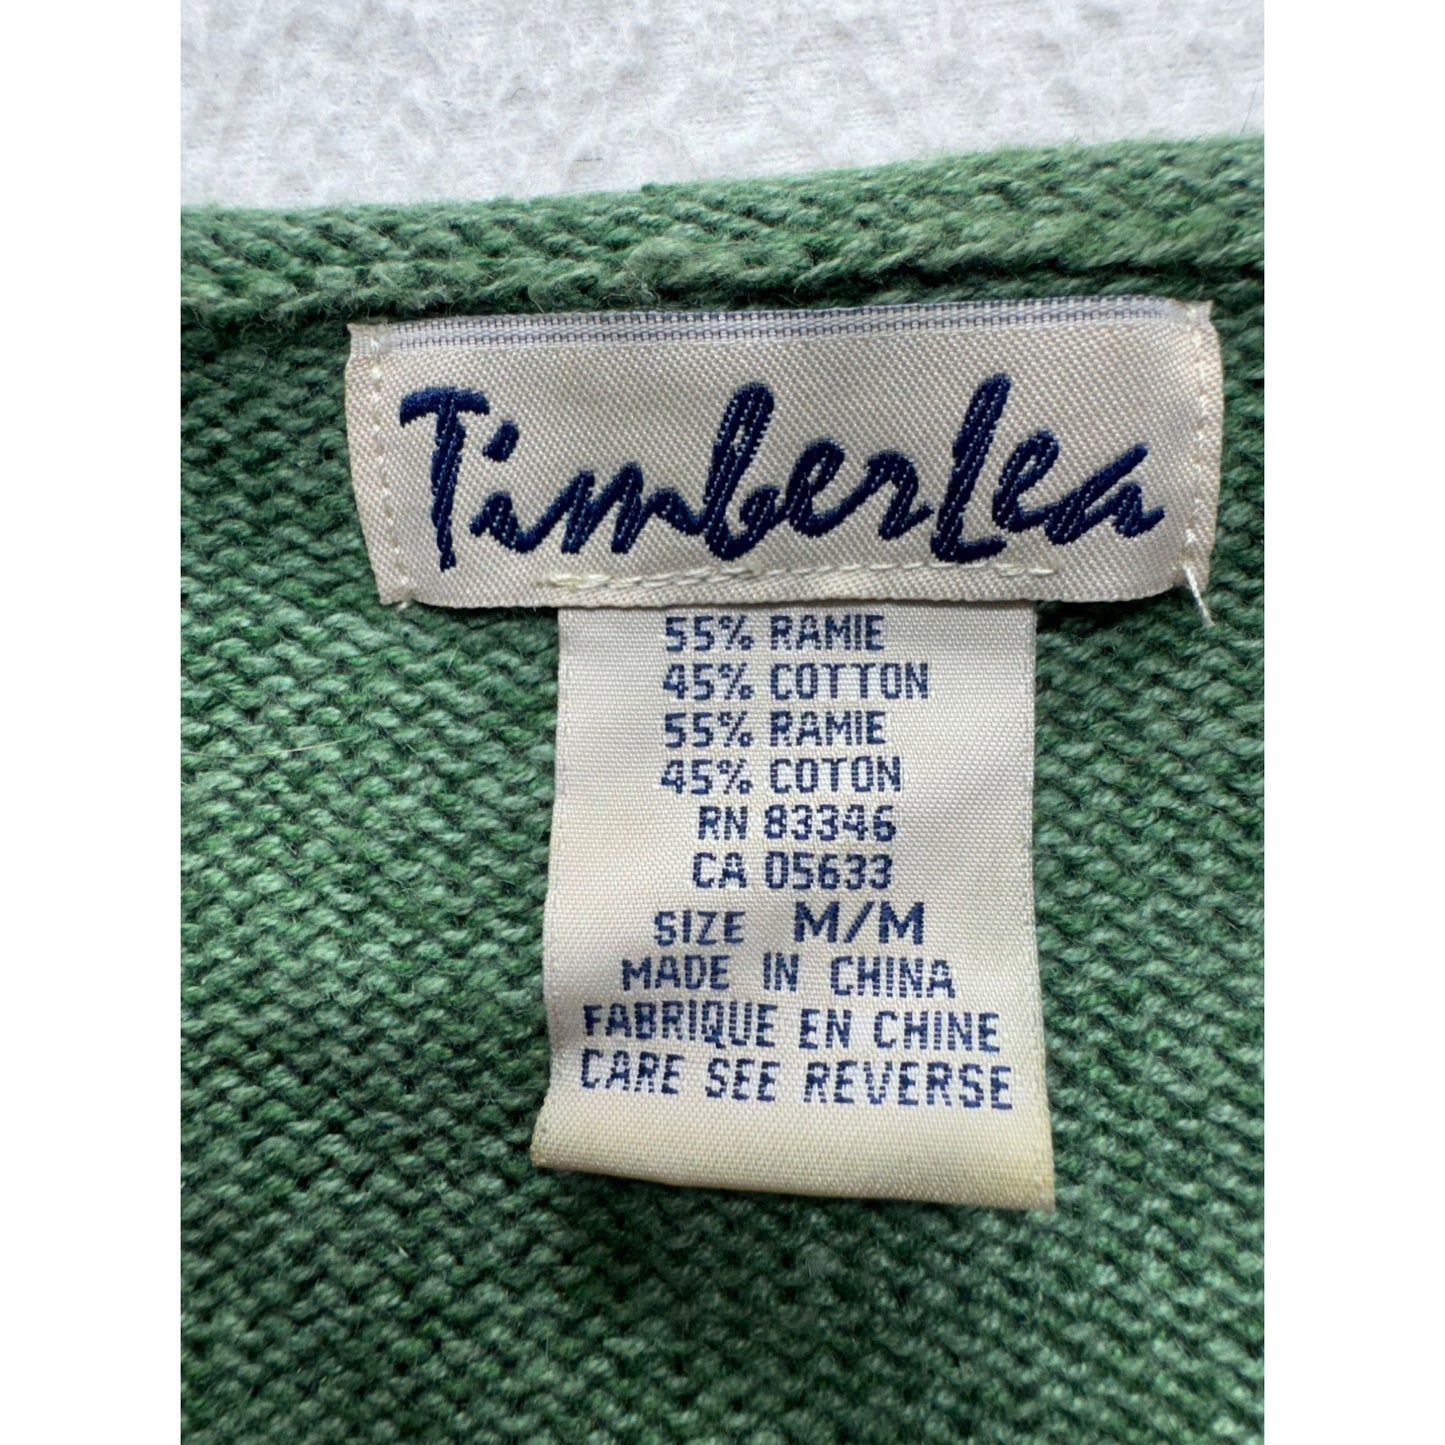 TimberLea
55% RAMIE
45% COTTON
55% RAMIE
45% COTON
RN 83346
CA 05633
SIZE M/M
MADE IN CHINA
FABRIQUE EN CHINE
CARE SEE REVERSE